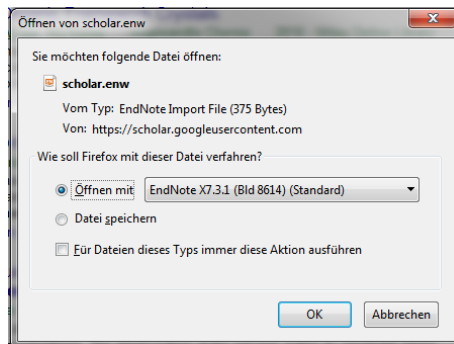 Öffnen von scholar.enw
Sie möchten folgende Datei öffnen:
scholar.enw
Vom Typ: EndNote Import File (375 Bytes)
Von: https://scholar.googleusercontent.com
Wie soll Firefox mit dieser Datei verfahren?
Öffnen mit EndNote X7.3.1 (Bld 8614) (Standard)
Datei speichern
Für Dateien dieses Typs immer diese Aktion ausführen
OK Abbrechen